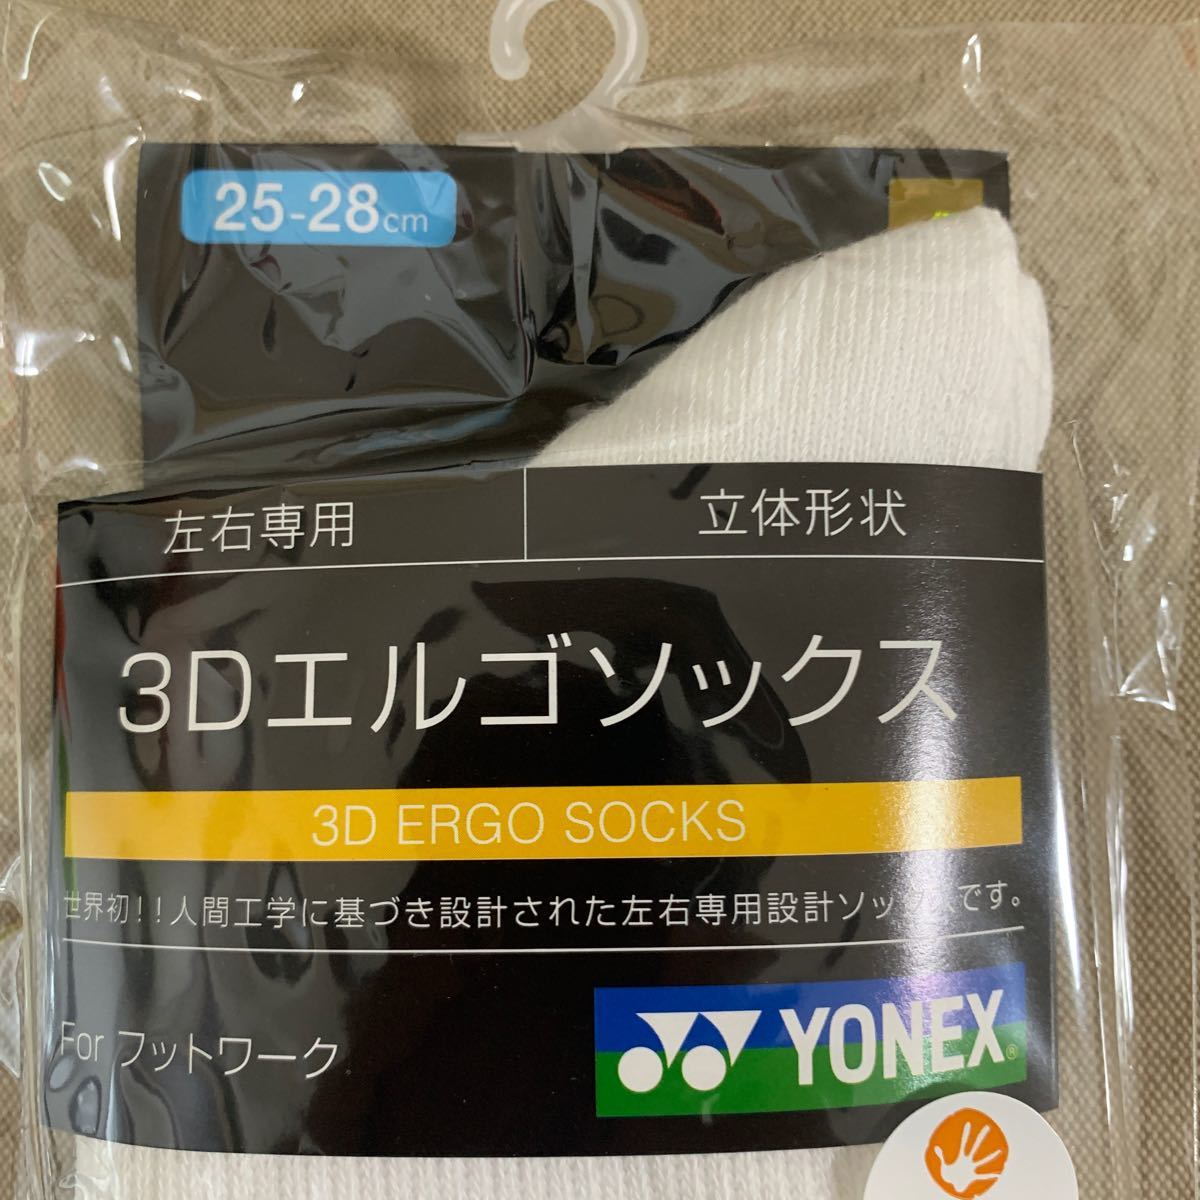 25-28cm
左右専用
立体形状
3Dエルゴソックス
3D ERGO SOCKS
世界初!!人間工学に基づき設計された左右専用設計ソックスです。
For フットワーク
YONEX®